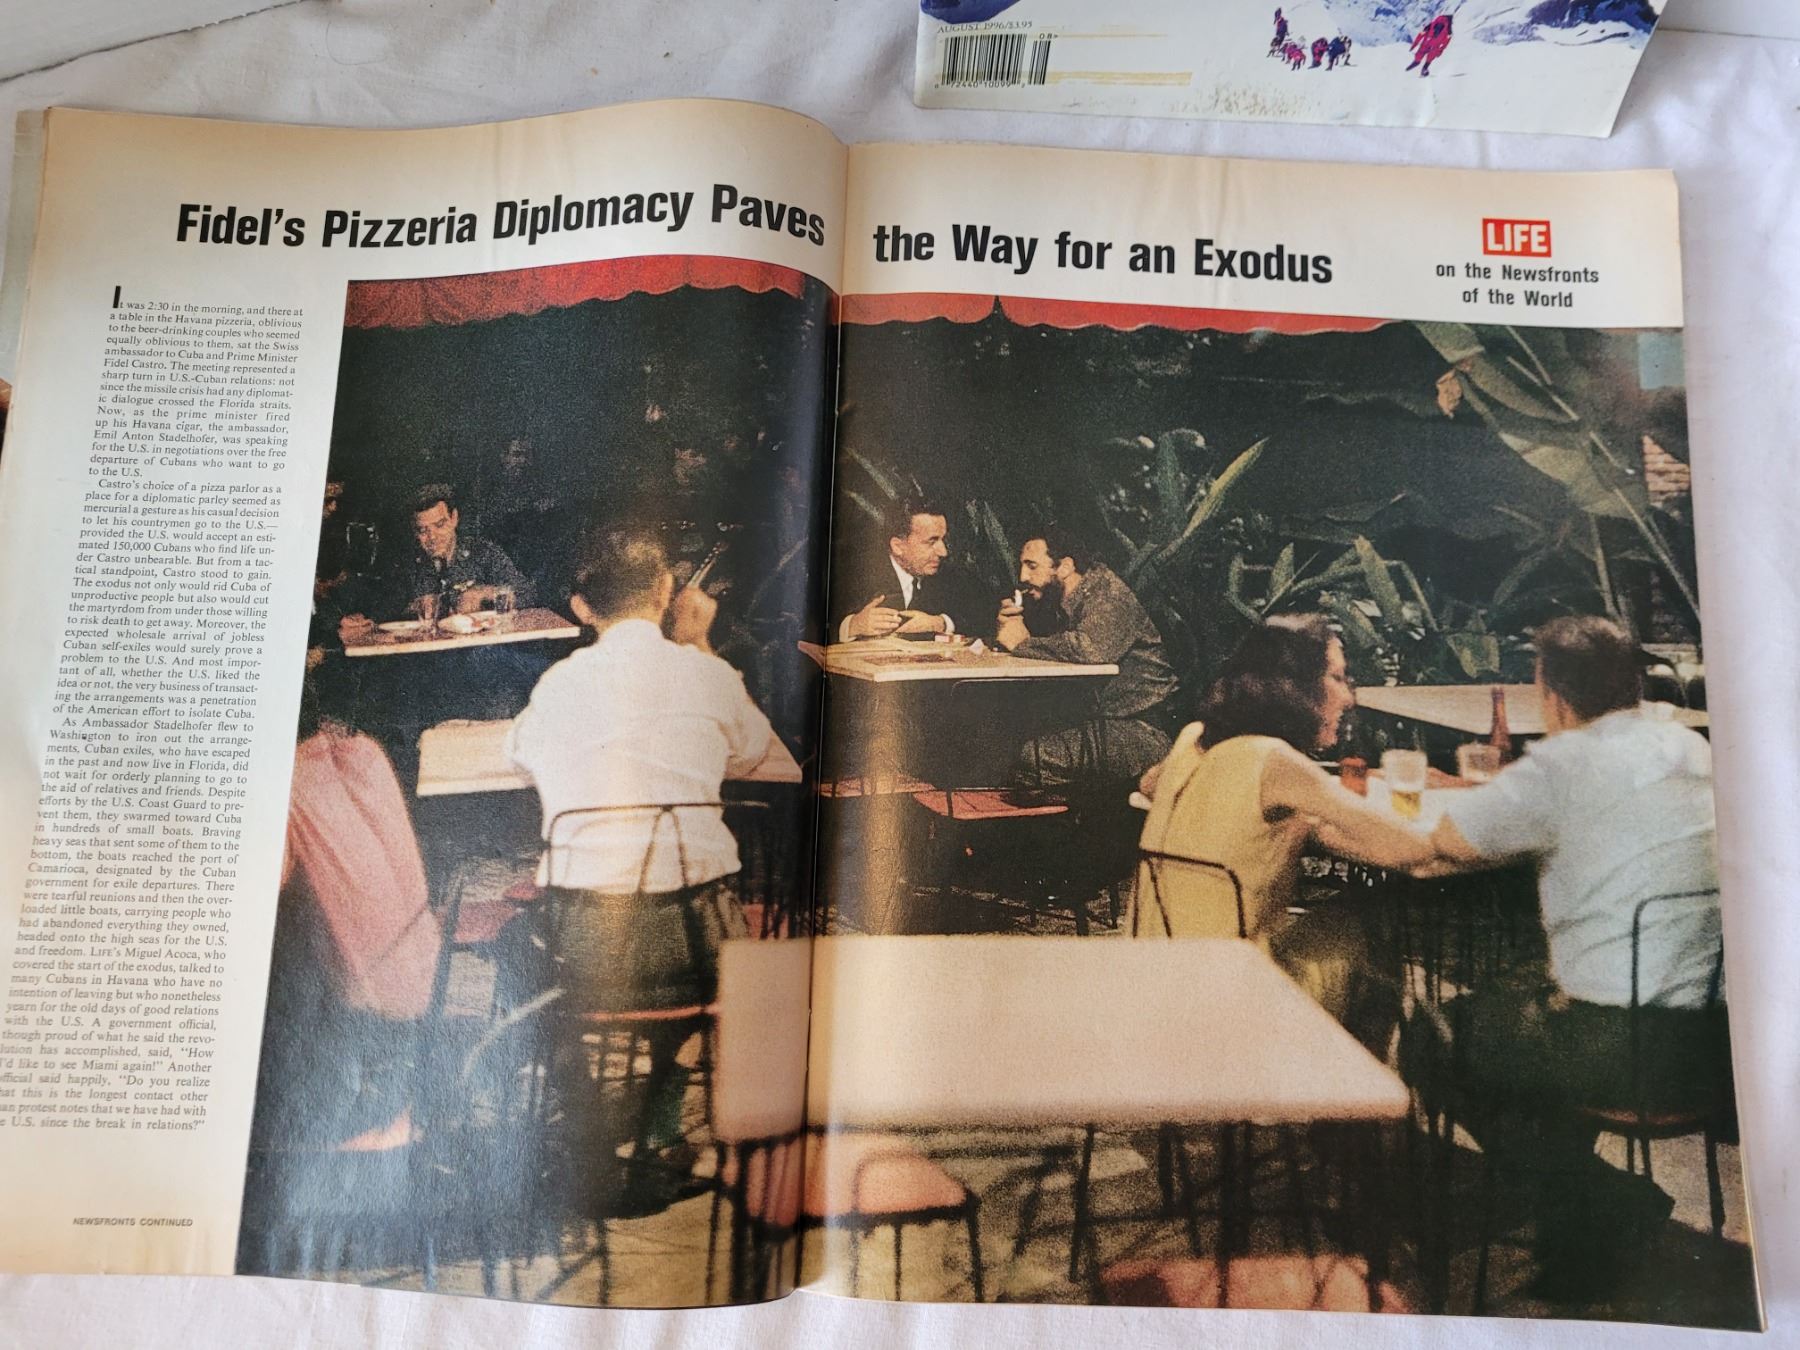 AUGUST 1996/$3.95
08>
0 72440 10099 2
Fidel's Pizzeria Diplomacy Paves the Way for an Exodus
LIFE
on the Newsfronts
of the World
It was 2:30 in the morning, and there at
a table in the Havana pizzeria, oblivious
to the beer-drinking couples who seemed
equally oblivious to them, sat the Swiss
ambassador to Cuba and Prime Minister
Fidel Castro. The meeting represented a
sharp turn in U.S.-Cuban relations: not
since the missile crisis had any diplomat-
ic dialogue crossed the Florida straits.
Now, as the prime minister fired
up his Havana cigar, the ambassador,
Emil Anton Stadelhofer, was speaking
for the U.S. in negotiations over the free
departure of Cubans who want to go
to the U.S.
Castro's choice of a pizza parlor as a
place for a diplomatic parley seemed as
mercurial a gesture as his casual decision
to let his countrymen go to the U.S.—
provided the U.S. would accept an esti-
mated 150,000 Cubans who find life un-
der Castro unbearable. But from a tac-
tical standpoint, Castro stood to gain.
The exodus not only would rid Cuba of
unproductive people but also would cut
the martyrdom from under those willing
to risk death to get away. Moreover, the
expected wholesale arrival of jobless
Cuban self-exiles would surely prove a
problem to the U.S. And most impor-
tant of all, whether the U.S. liked the
idea or not, the very business of transact-
ing the arrangements was a penetration
of the American effort to isolate Cuba.
As Ambassador Stadelhofer flew to
Washington to iron out the arrange-
ments, Cuban exiles, who have escaped
in the past and now live in Florida, did
not wait for orderly planning to go to
the aid of relatives and friends. Despite
efforts by the U.S. Coast Guard to pre-
vent them, they swarmed toward Cuba
in hundreds of small boats. Braving
heavy seas that sent some of them to the
bottom, the boats reached the port of
Camarioca, designated by the Cuban
government for exile departures. There
were tearful reunions and then the over-
loaded little boats, carrying people who
had abandoned everything they owned,
headed onto the high seas for the U.S.
and freedom. LIFE's Miguel Acoca, who
covered the start of the exodus, talked to
many Cubans in Havana who have no
intention of leaving but who nonetheless
yearn for the old days of good relations
with the U.S. A government official,
though proud of what he said the revo-
lution has accomplished, said, "How
I'd like to see Miami again!" Another
official said happily, "Do you realize
hat this is the longest contact other
an protest notes that we have had with
e U.S. since the break in relations?"
NEWSFRONTS CONTINUED